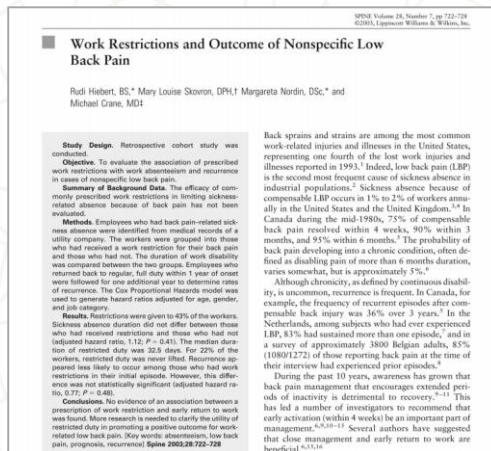 SPINE Volume 28, Number 7, pp 722–728
©2003, Lippincott Williams & Wilkins, Inc.
Work Restrictions and Outcome of Nonspecific Low
Back Pain
Rudi Hiebert, BS,* Mary Louise Skovron, DPH,† Margareta Nordin, DSc,* and
Michael Crane, MD‡
Study Design. Retrospective cohort study was
conducted.
Objective. To evaluate the association of prescribed
work restrictions with work absenteeism and recurrence
in cases of nonspecific low back pain.
Summary of Background Data. The efficacy of com-
monly prescribed work restrictions in limiting sickness-
related absence because of back pain has not been
evaluated.
Methods. Employees who had back pain-related sick-
ness absence were identified from medical records of a
utility company. The workers were grouped into those
who had received a work restriction for their back pain
and those who had not. The duration of work disability
was compared between the two groups. Employees who
returned back to regular, full duty within 1 year of onset
were followed for one additional year to determine rates
of recurrence. The Cox Proportional Hazards model was
used to generate hazard ratios adjusted for age, gender,
and job category.
Results. Restrictions were given to 43% of the workers.
Sickness absence duration did not differ between those
who had received restrictions and those who had not
(adjusted hazard ratio, 1.12; P = 0.41). The median dura-
tion of restricted duty was 32.5 days. For 22% of the
workers, restricted duty was never lifted. Recurrence ap-
peared less likely to occur among those who had work
restrictions in their initial episode. However, this differ-
ence was not statistically significant (adjusted hazard ra-
tio, 0.77; P = 0.48).
Conclusions. No evidence of an association between a
prescription of work restriction and early return to work
was found. More research is needed to clarify the utility of
restricted duty in promoting a positive outcome for work-
related low back pain. [Key words: absenteeism, low back
pain, prognosis, recurrence] Spine 2003;28:722–728
Back sprains and strains are among the most common
work-related injuries and illnesses in the United States,
representing one fourth of the lost work injuries and
illnesses reported in 1993.1 Indeed, low back pain (LBP)
is the second most frequent cause of sickness absence in
industrial populations.2 Sickness absence because of
compensable LBP occurs in 1% to 2% of workers annu-
ally in the United States and the United Kingdom.3,4 In
Canada during the mid-1980s, 75% of compensable
back pain resolved within 4 weeks, 90% within 3
months, and 95% within 6 months.5 The probability of
back pain developing into a chronic condition, often de-
fined as disabling pain of more than 6 months duration,
varies somewhat, but is approximately 5%.6
Although chronicity, as defined by continuous disabil-
ity, is uncommon, recurrence is frequent. In Canada, for
example, the frequency of recurrent episodes after com-
pensable back injury was 36% over 3 years.5 In the
Netherlands, among subjects who had ever experienced
LBP, 83% had sustained more than one episode,7 and in
a survey of approximately 3800 Belgian adults, 85%
(1080/1272) of those reporting back pain at the time of
their interview had experienced prior episodes.8
During the past 10 years, awareness has grown that
back pain management that encourages extended peri-
ods of inactivity is detrimental to recovery.9–11 This
has led a number of investigators to recommend that
early activation (within 4 weeks) be an important part of
management.6,9,10–15 Several authors have suggested
that close management and early return to work are
beneficial.6,15,16